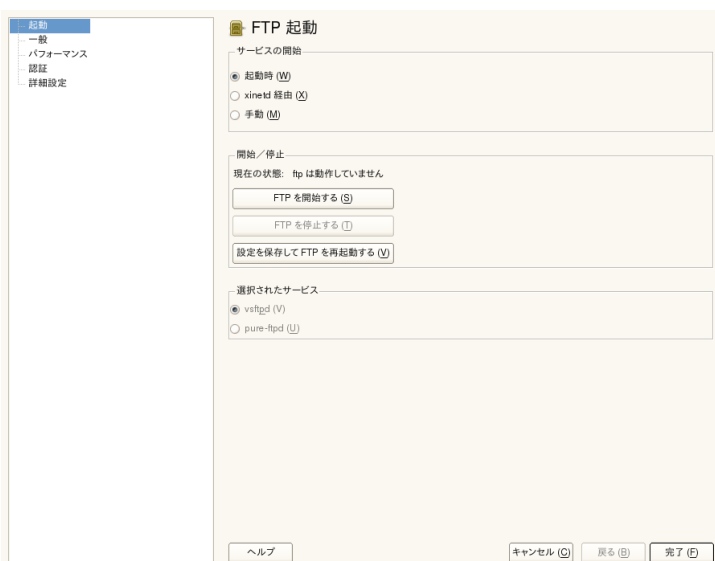 起動
一般
パフォーマンス
認証
詳細設定
FTP 起動
サービスの開始
起動時 (W)
xinetd 経由 (X)
手動 (M)
開始／停止
現在の状態: ftp は動作していません
FTP を開始する (S)
FTP を停止する (T)
設定を保存して FTP を再起動する (V)
選択されたサービス
vsftpd (V)
pure-ftpd (U)
ヘルプ
キャンセル (C)
戻る (B)
完了 (F)